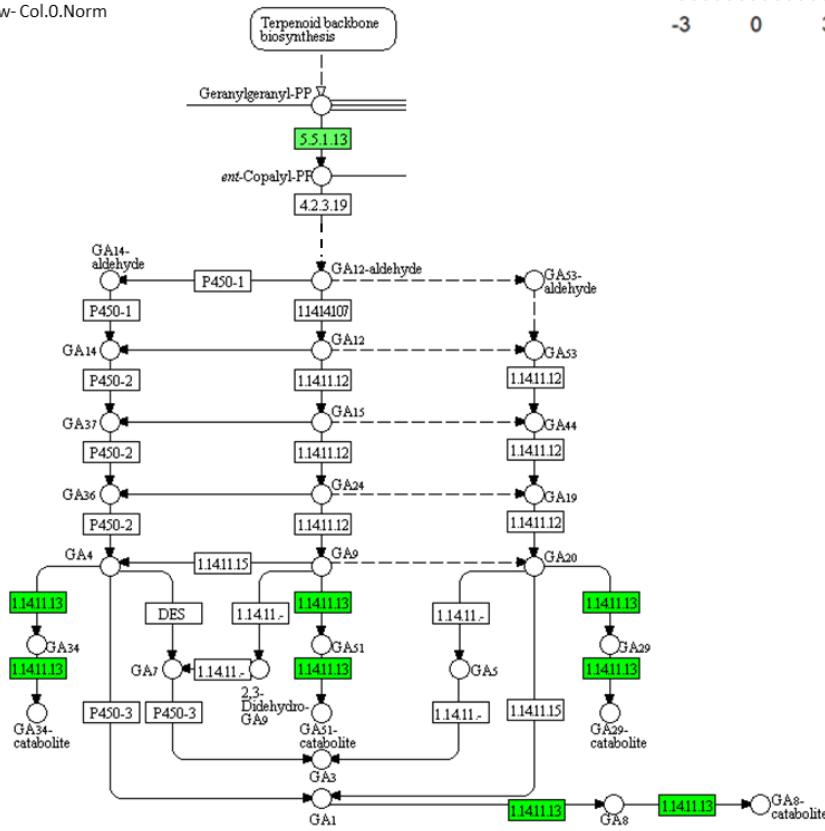 w- Col.0.Norm
-3 0 3
Terpenoid backbone
biosynthesis
Geranylgeranyl-PP
5.5.1.13
ent-Copalyl-PP
4.2.3.19
GA14-
aldehyde
P450-1
GA12-aldehyde
GA53-
aldehyde
P450-1
1.14.14.107
GA14
GA12
GA53
P450-2
1.14.11.12
1.14.11.12
GA37
GA15
GA44
P450-2
1.14.11.12
1.14.11.12
GA36
GA24
GA19
P450-2
1.14.11.12
1.14.11.12
GA4
1.14.11.15
GA9
GA20
1.14.11.13
DES
1.14.11.-
1.14.11.13
1.14.11.-
1.14.11.13
GA34
GA51
GA29
1.14.11.13
GA7
1.14.11.-
1.14.11.13
GA5
1.14.11.13
2,3-
Didehydro-
GA9
P450-3
P450-3
1.14.11.-
1.14.11.15
GA34-
catabolite
GA51-
catabolite
GA29-
catabolite
GA3
GA1
1.14.11.13
GA8
1.14.11.13
GA8-
catabolite